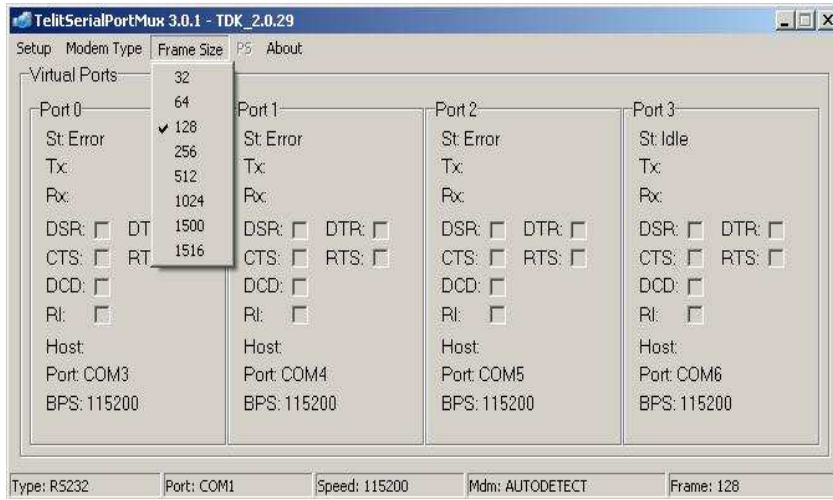 TelitSerialPortMux 3.0.1 - TDK_2.0.29
Setup Modem Type Frame Size PS About
32
64
128
256
512
1024
1500
1516
Virtual Ports
Port 0
St: Error
Tx:
Rx:
DSR: DT
CTS: RT
DCD:
RI:
Host:
Port: COM3
BPS: 115200
Port 1
St: Error
Tx:
Rx:
DSR: DTR:
CTS: RTS:
DCD:
RI:
Host:
Port: COM4
BPS: 115200
Port 2
St: Error
Tx:
Rx:
DSR: DTR:
CTS: RTS:
DCD:
RI:
Host:
Port: COM5
BPS: 115200
Port 3
St: Idle
Tx:
Rx:
DSR: DTR:
CTS: RTS:
DCD:
RI:
Host:
Port: COM6
BPS: 115200
Type: RS232 Port: COM1 Speed: 115200 Mdm: AUTODETECT Frame: 128